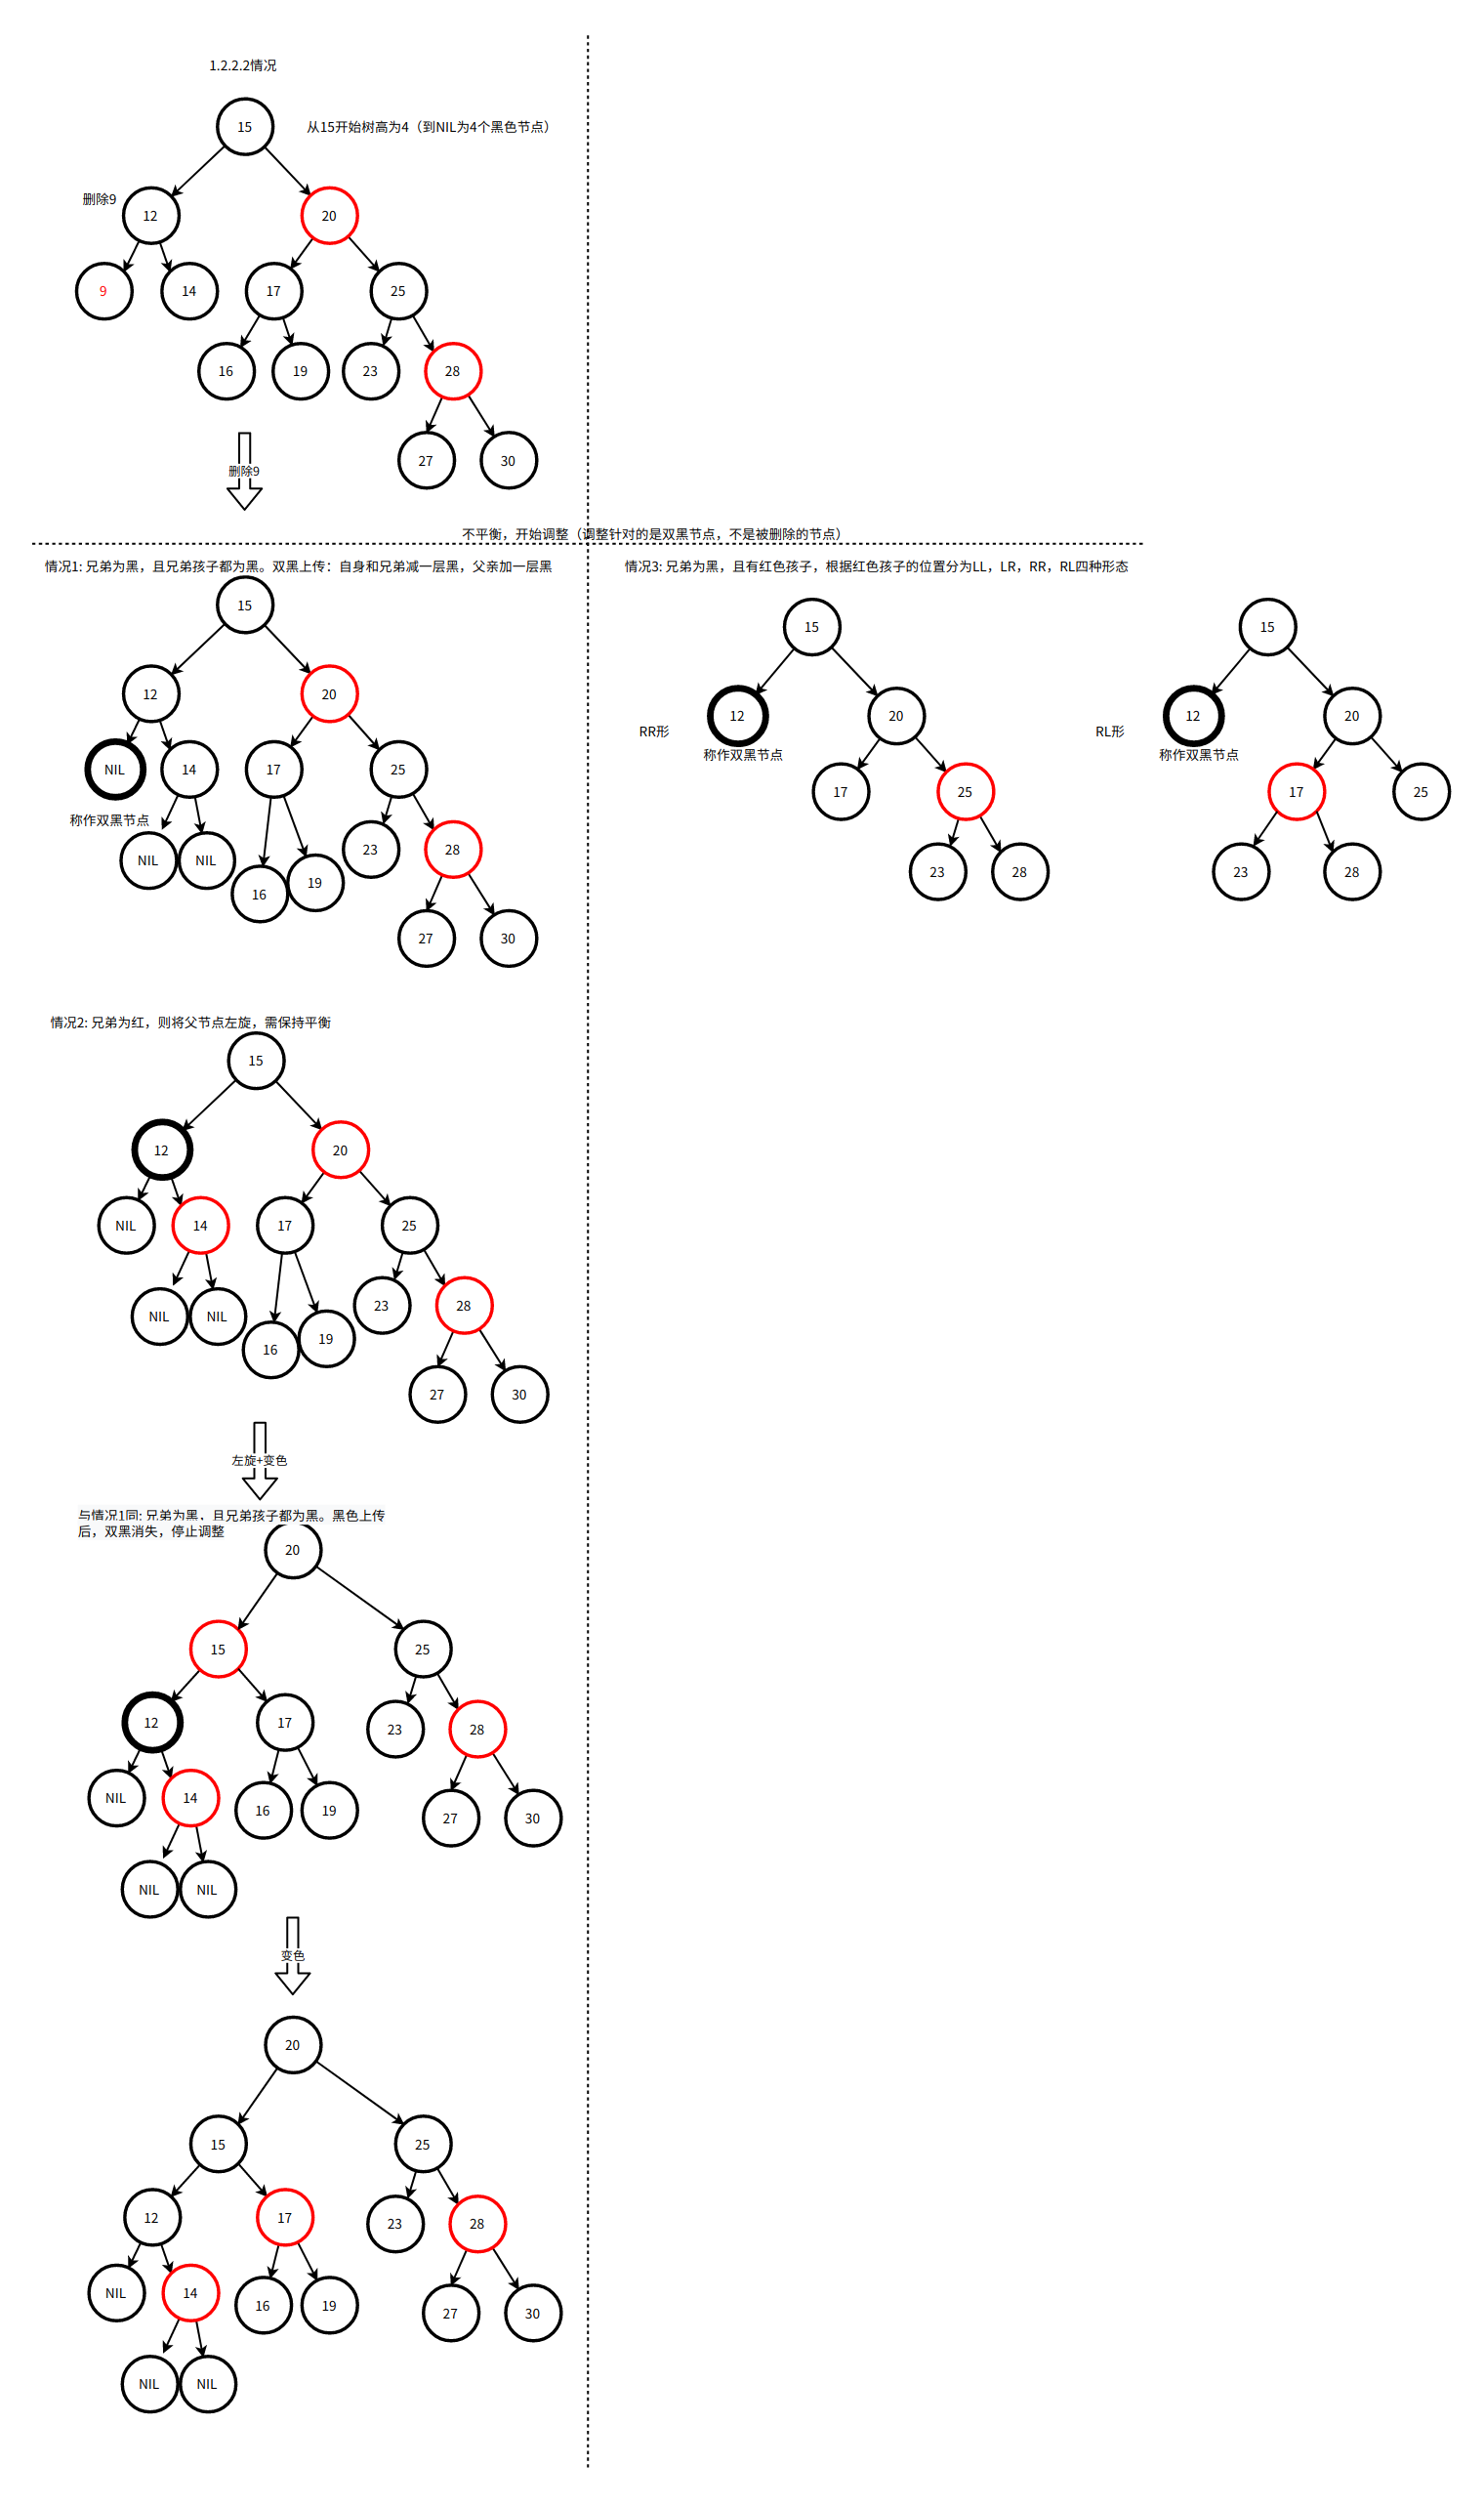 1.2.2.2情况
15
从15开始树高为4（到NIL为4个黑色节点）
删除9
12
20
9
14
17
25
16
19
23
28
27
30
删除9
不平衡，开始调整（调整针对的是双黑节点，不是被删除的节点）
情况1: 兄弟为黑，且兄弟孩子都为黑。双黑上传：自身和兄弟减一层黑，父亲加一层黑
15
12
20
NIL
14
17
25
称作双黑节点
NIL
NIL
16
19
23
28
27
30
情况2: 兄弟为红，则将父节点左旋，需保持平衡
15
12
20
NIL
14
17
25
NIL
NIL
16
19
23
28
27
30
左旋+变色
与情况1同: 兄弟为黑，且兄弟孩子都为黑。黑色上传
后，双黑消失，停止调整
20
15
25
12
17
23
28
NIL
14
16
19
27
30
NIL
NIL
变色
20
15
25
12
17
23
28
NIL
14
16
19
27
30
NIL
NIL
情况3: 兄弟为黑，且有红色孩子，根据红色孩子的位置分为LL，LR，RR，RL四种形态
RR形
15
12
20
称作双黑节点
17
25
23
28
RL形
15
12
20
称作双黑节点
17
25
23
28